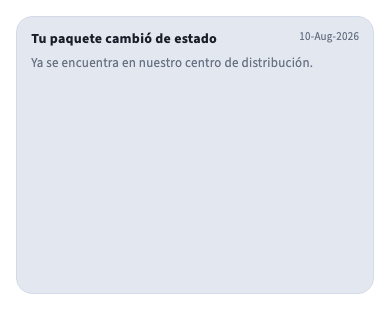 Tu paquete cambió de estado 10-Aug-2026
Ya se encuentra en nuestro centro de distribución.